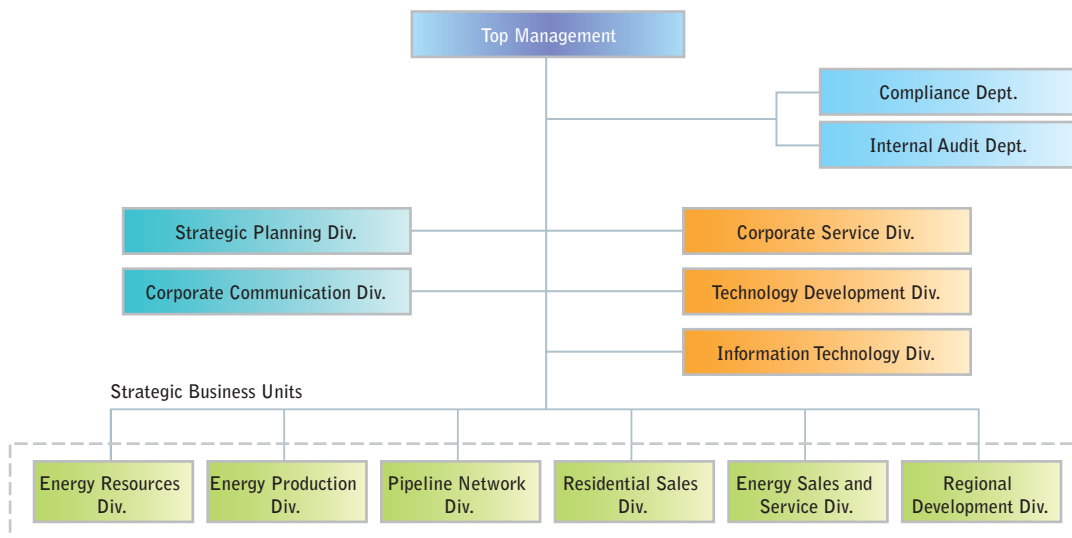 Top Management
Compliance Dept.
Internal Audit Dept.
Strategic Planning Div.
Corporate Service Div.
Corporate Communication Div.
Technology Development Div.
Information Technology Div.
Strategic Business Units
Energy Resources
Div.
Energy Production
Div.
Pipeline Network
Div.
Residential Sales
Div.
Energy Sales and
Service Div.
Regional
Development Div.